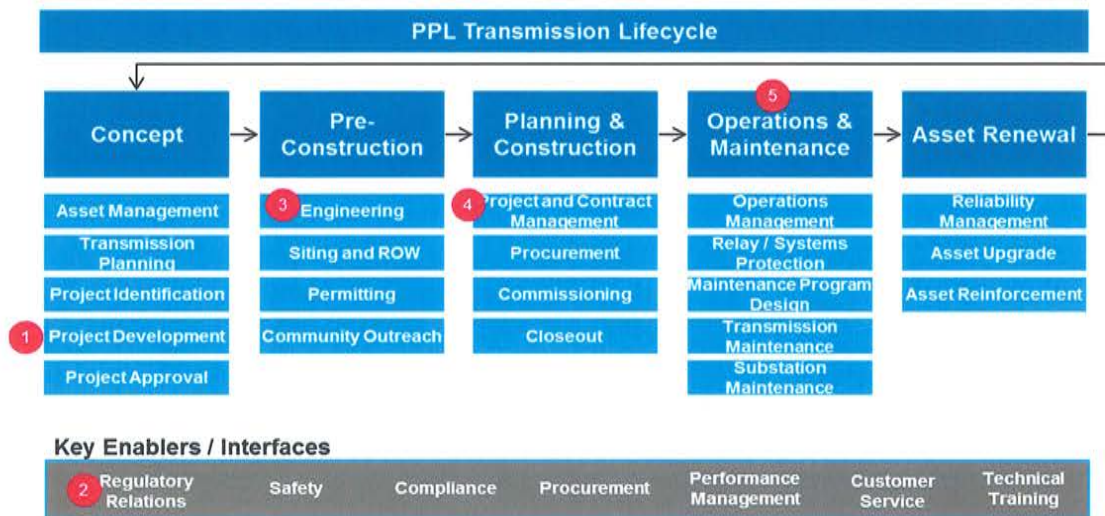 PPL Transmission Lifecycle
5
Concept
Pre-
Construction
Planning &
Construction
Operations &
Maintenance
Asset Renewal
Asset Management
Transmission
Planning
Project Identification
1
Project Development
Project Approval
3
Engineering
Siting and ROW
Permitting
Community Outreach
4
Project and Contract
Management
Procurement
Commissioning
Closeout
Operations
Management
Relay / Systems
Protection
Maintenance Program
Design
Transmission
Maintenance
Substation
Maintenance
Reliability
Management
Asset Upgrade
Asset Reinforcement
Key Enablers / Interfaces
2
Regulatory
Relations
Safety
Compliance
Procurement
Performance
Management
Customer
Service
Technical
Training